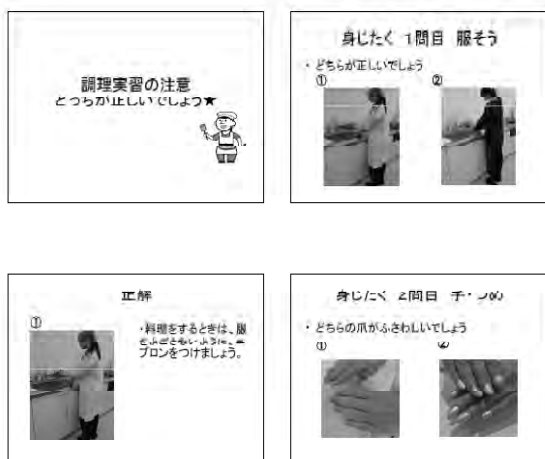 調理実習の注意
どっちが正しいでしょう★
身じたく 1問目 服そう
・どちらが正しいでしょう
① ②
正解
①
・料理をするときは、服
をよごさないように、エ
プロンをつけましょう。
身じたく 2問目 手・つめ
・どちらの爪がふさわしいでしょう
① ②